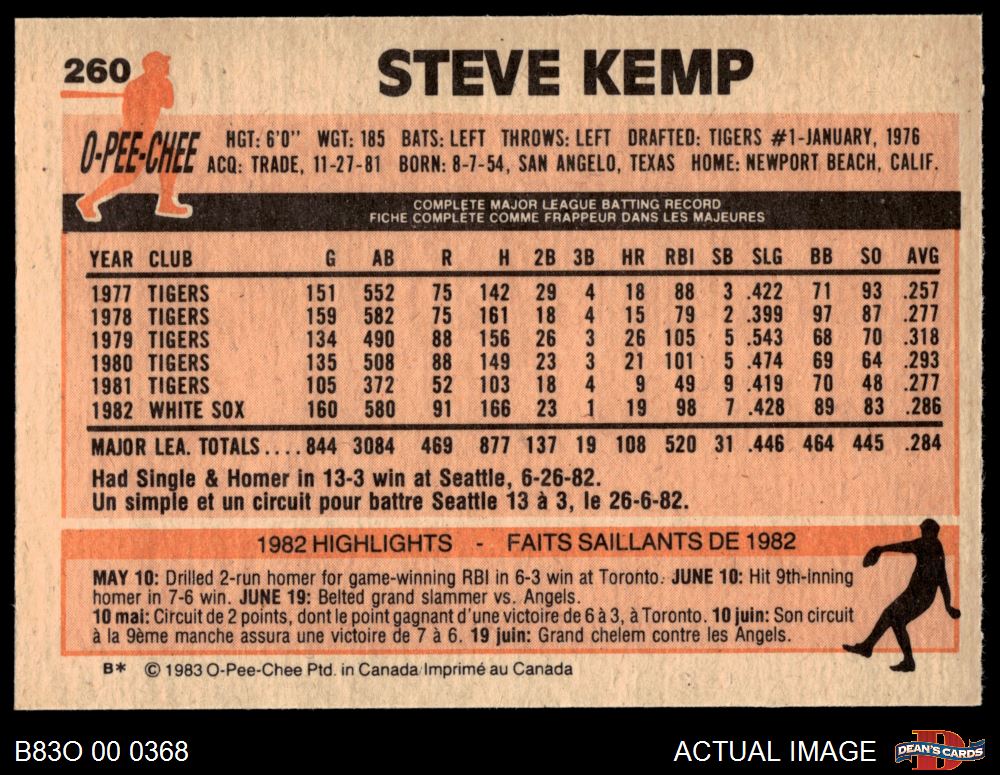 260
STEVE KEMP
O-PEE-CHEE
HGT: 6'0" WGT: 185 BATS: LEFT THROWS: LEFT DRAFTED: TIGERS #1-JANUARY, 1976
ACQ: TRADE, 11-27-81 BORN: 8-7-54, SAN ANGELO, TEXAS HOME: NEWPORT BEACH, CALIF.
COMPLETE MAJOR LEAGUE BATTING RECORD
FICHE COMPLÈTE COMME FRAPPEUR DANS LES MAJEURES
YEAR CLUB G AB R H 2B 3B HR RBI SB SLG BB SO AVG
1977 TIGERS 151 552 75 142 29 4 18 88 3 .422 71 93 .257
1978 TIGERS 159 582 75 161 18 4 15 79 2 .399 97 87 .277
1979 TIGERS 134 490 88 156 26 3 26 105 5 .543 68 70 .318
1980 TIGERS 135 508 88 149 23 3 21 101 5 .474 69 64 .293
1981 TIGERS 105 372 52 103 18 4 9 49 9 .419 70 48 .277
1982 WHITE SOX 160 580 91 166 23 1 19 98 7 .428 89 83 .286
MAJOR LEA. TOTALS....844 3084 469 877 137 19 108 520 31 .446 464 445 .284
Had Single & Homer in 13-3 win at Seattle, 6-26-82.
Un simple et un circuit pour battre Seattle 13 à 3, le 26-6-82.
1982 HIGHLIGHTS - FAITS SAILLANTS DE 1982
MAY 10: Drilled 2-run homer for game-winning RBI in 6-3 win at Toronto. JUNE 10: Hit 9th-inning
homer in 7-6 win. JUNE 19: Belted grand slammer vs. Angels.
10 mai: Circuit de 2 points, dont le point gagnant d'une victoire de 6 à 3, à Toronto. 10 juin: Son circuit
à la 9ème manche assura une victoire de 7 à 6. 19 juin: Grand chelem contre les Angels.
B* © 1983 O-Pee-Chee Ptd. in Canada/Imprimé au Canada
B83O 00 0368
ACTUAL IMAGE
DEAN'S CARDS